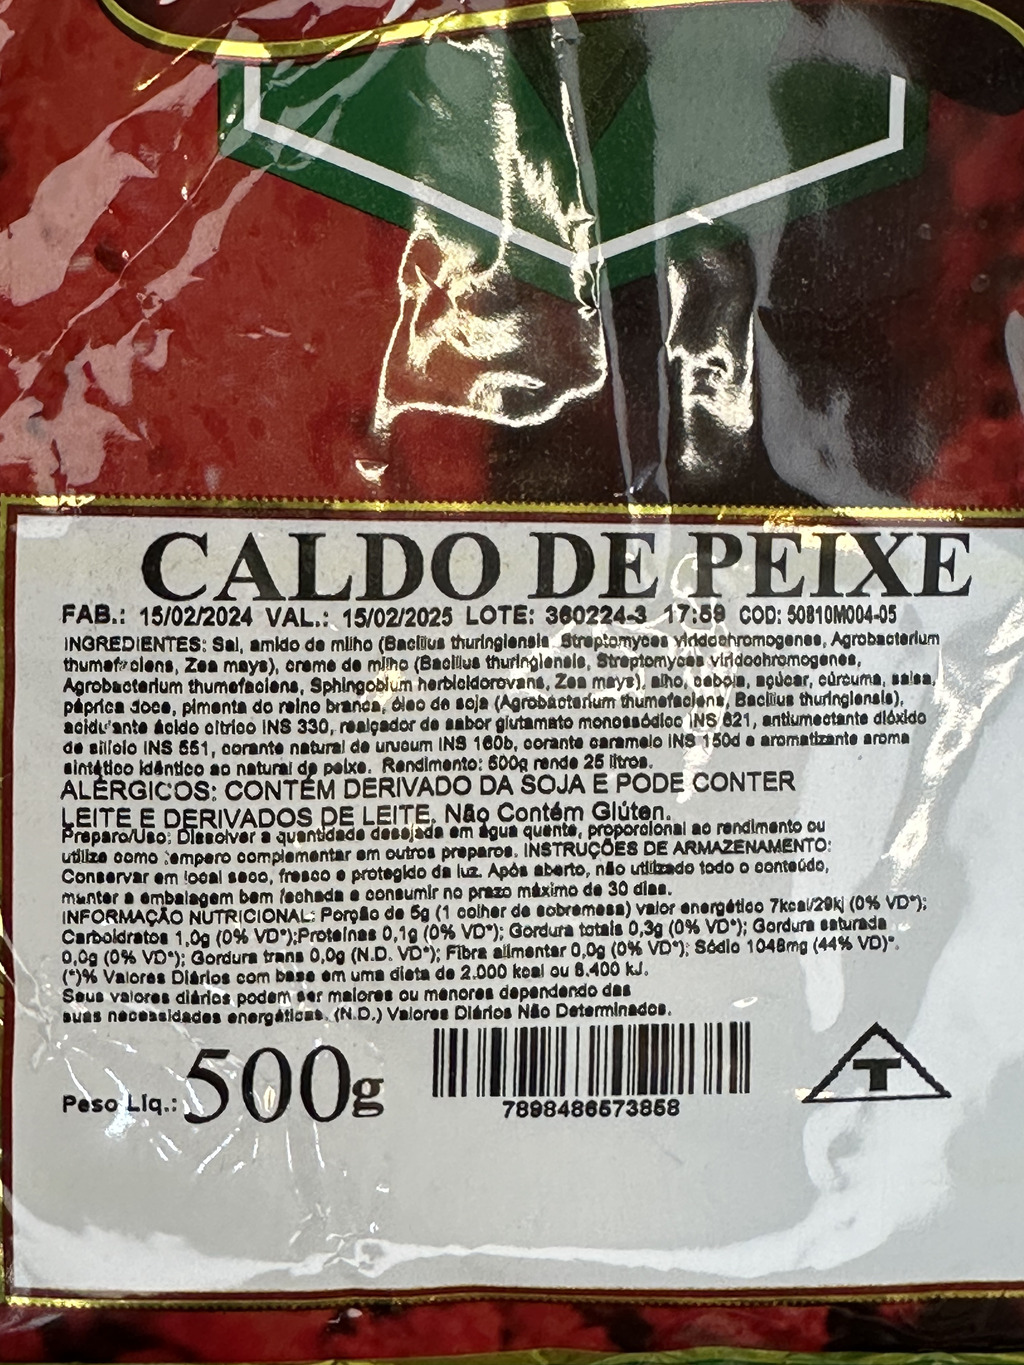 CALDO DE PEIXE
FAB.: 15/02/2024 VAL.: 15/02/2025 LOTE: 360224-3 17:59 COD: 50810M004-05
INGREDIENTES: Sal, amido de milho (Bacillus thuringiensis Streptomyces viridochromogenes, Agrobacterium
thumefaciens, Zea mays), creme de milho (Bacillus thuringiensis, Streptomyces viridochromogenes,
Agrobacterium thumefaciens, Sphingobium herbicidorovans, Zea mays), alho, cebola, açúcar, cúrcuma, salsa,
páprica doce, pimenta do reino branca, óleo de soja (Agrobacterium thumefaciens, Bacillus thuringiensis),
acidulante ácido cítrico INS 330, realçador de sabor glutamato monossódico INS 621, antiumectante dióxido
de silício INS 551, corante natural de urucum INS 160b, corante caramelo INS 150d e aromatizante aroma
sintético idêntico ao natural de peixe. Rendimento: 500g rende 25 litros.
ALÉRGICOS: CONTÉM DERIVADO DA SOJA E PODE CONTER
LEITE E DERIVADOS DE LEITE. Não Contém Glúten.
Preparo/Uso: Dissolver a quantidade desejada em água quente, proporcional ao rendimento ou
utilize como tempero complementar em outros preparos. INSTRUÇÕES DE ARMAZENAMENTO:
Conservar em local seco, fresco e protegido da luz. Após aberto, não utilizado todo o conteúdo,
manter a embalagem bem fechada e consumir no prazo máximo de 30 dias.
INFORMAÇÃO NUTRICIONAL: Porção de 5g (1 colher de sobremesa) valor energético 7kcal/29kj (0% VD*);
Carboidratos 1,0g (0% VD*);Proteínas 0,1g (0% VD*); Gordura totais 0,3g (0% VD*); Gordura saturada
0,0g (0% VD*); Gordura trans 0,0g (N.D. VD*); Fibra alimentar 0,0g (0% VD*); Sódio 1048mg (44% VD)*.
(*)% Valores Diários com base em uma dieta de 2.000 kcal ou 8.400 kJ.
Seus valores diários podem ser maiores ou menores dependendo das
suas necessidades energéticas. (N.D.) Valores Diários Não Determinados.
Peso Líq.: 500g
7898486573858
T